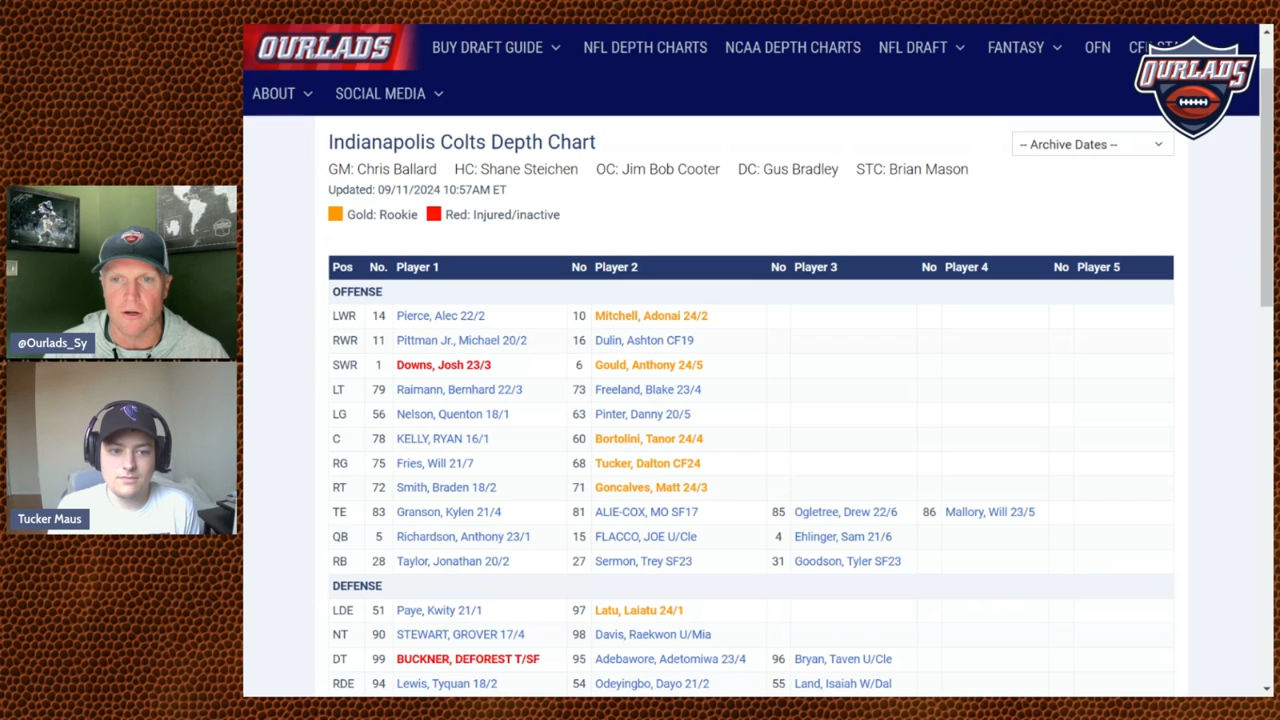 OURLADS
BUY DRAFT GUIDE NFL DEPTH CHARTS NCAA DEPTH CHARTS NFL DRAFT FANTASY OFN
OURLADS
ABOUT SOCIAL MEDIA
Indianapolis Colts Depth Chart
-- Archive Dates --
GM: Chris Ballard HC: Shane Steichen OC: Jim Bob Cooter DC: Gus Bradley STC: Brian Mason
Updated: 09/11/2024 10:57AM ET
Gold: Rookie Red: Injured/inactive
Pos No. Player 1 No Player 2 No Player 3 No Player 4 No Player 5
OFFENSE
LWR 14 Pierce, Alec 22/2 10 Mitchell, Adonai 24/2
RWR 11 Pittman Jr., Michael 20/2 16 Dulin, Ashton CF19
SWR 1 Downs, Josh 23/3 6 Gould, Anthony 24/5
LT 79 Raimann, Bernhard 22/3 73 Freeland, Blake 23/4
LG 56 Nelson, Quenton 18/1 63 Pinter, Danny 20/5
C 78 KELLY, RYAN 16/1 60 Bortolini, Tanor 24/4
RG 75 Fries, Will 21/7 68 Tucker, Dalton CF24
RT 72 Smith, Braden 18/2 71 Goncalves, Matt 24/3
TE 83 Granson, Kylen 21/4 81 ALIE-COX, MO SF17 85 Ogletree, Drew 22/6 86 Mallory, Will 23/5
QB 5 Richardson, Anthony 23/1 15 FLACCO, JOE U/Cle 4 Ehlinger, Sam 21/6
RB 28 Taylor, Jonathan 20/2 27 Sermon, Trey SF23 31 Goodson, Tyler SF23
DEFENSE
LDE 51 Paye, Kwity 21/1 97 Latu, Laiatu 24/1
NT 90 STEWART, GROVER 17/4 98 Davis, Raekwon U/Mia
DT 99 BUCKNER, DEFOREST T/SF 95 Adebawore, Adetomiwa 23/4 96 Bryan, Taven U/Cle
RDE 94 Lewis, Tyquan 18/2 54 Odeyingbo, Dayo 21/2 55 Land, Isaiah W/Dal
@Ourlads_Sy
Tucker Maus